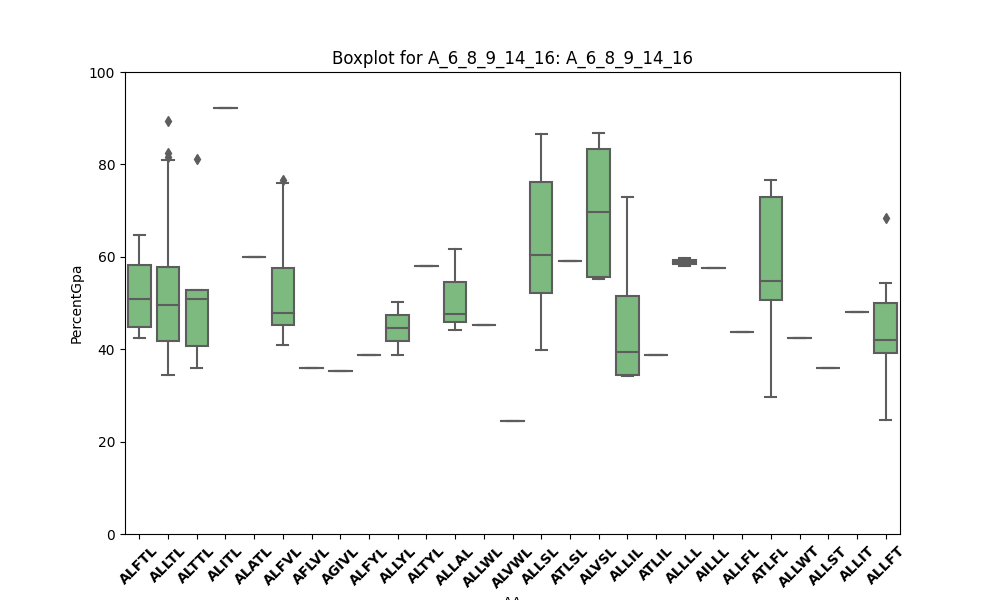 Boxplot for A_6_8_9_14_16: A_6_8_9_14_16
100
80
60
40
20
0
PercentGpa
ALFTL
ALLTL
ALTTL
ALITL
ALATL
ALFVL
AFLVL
AGIVL
ALFYL
ALLYL
ALTYL
ALLAL
ALLWL
ALVWL
ALLSL
ATLSL
ALVSL
ALLIL
ATLIL
ALLLL
AILLL
ALLFL
ATLFL
ALLWT
ALLST
ALLIT
ALLFT